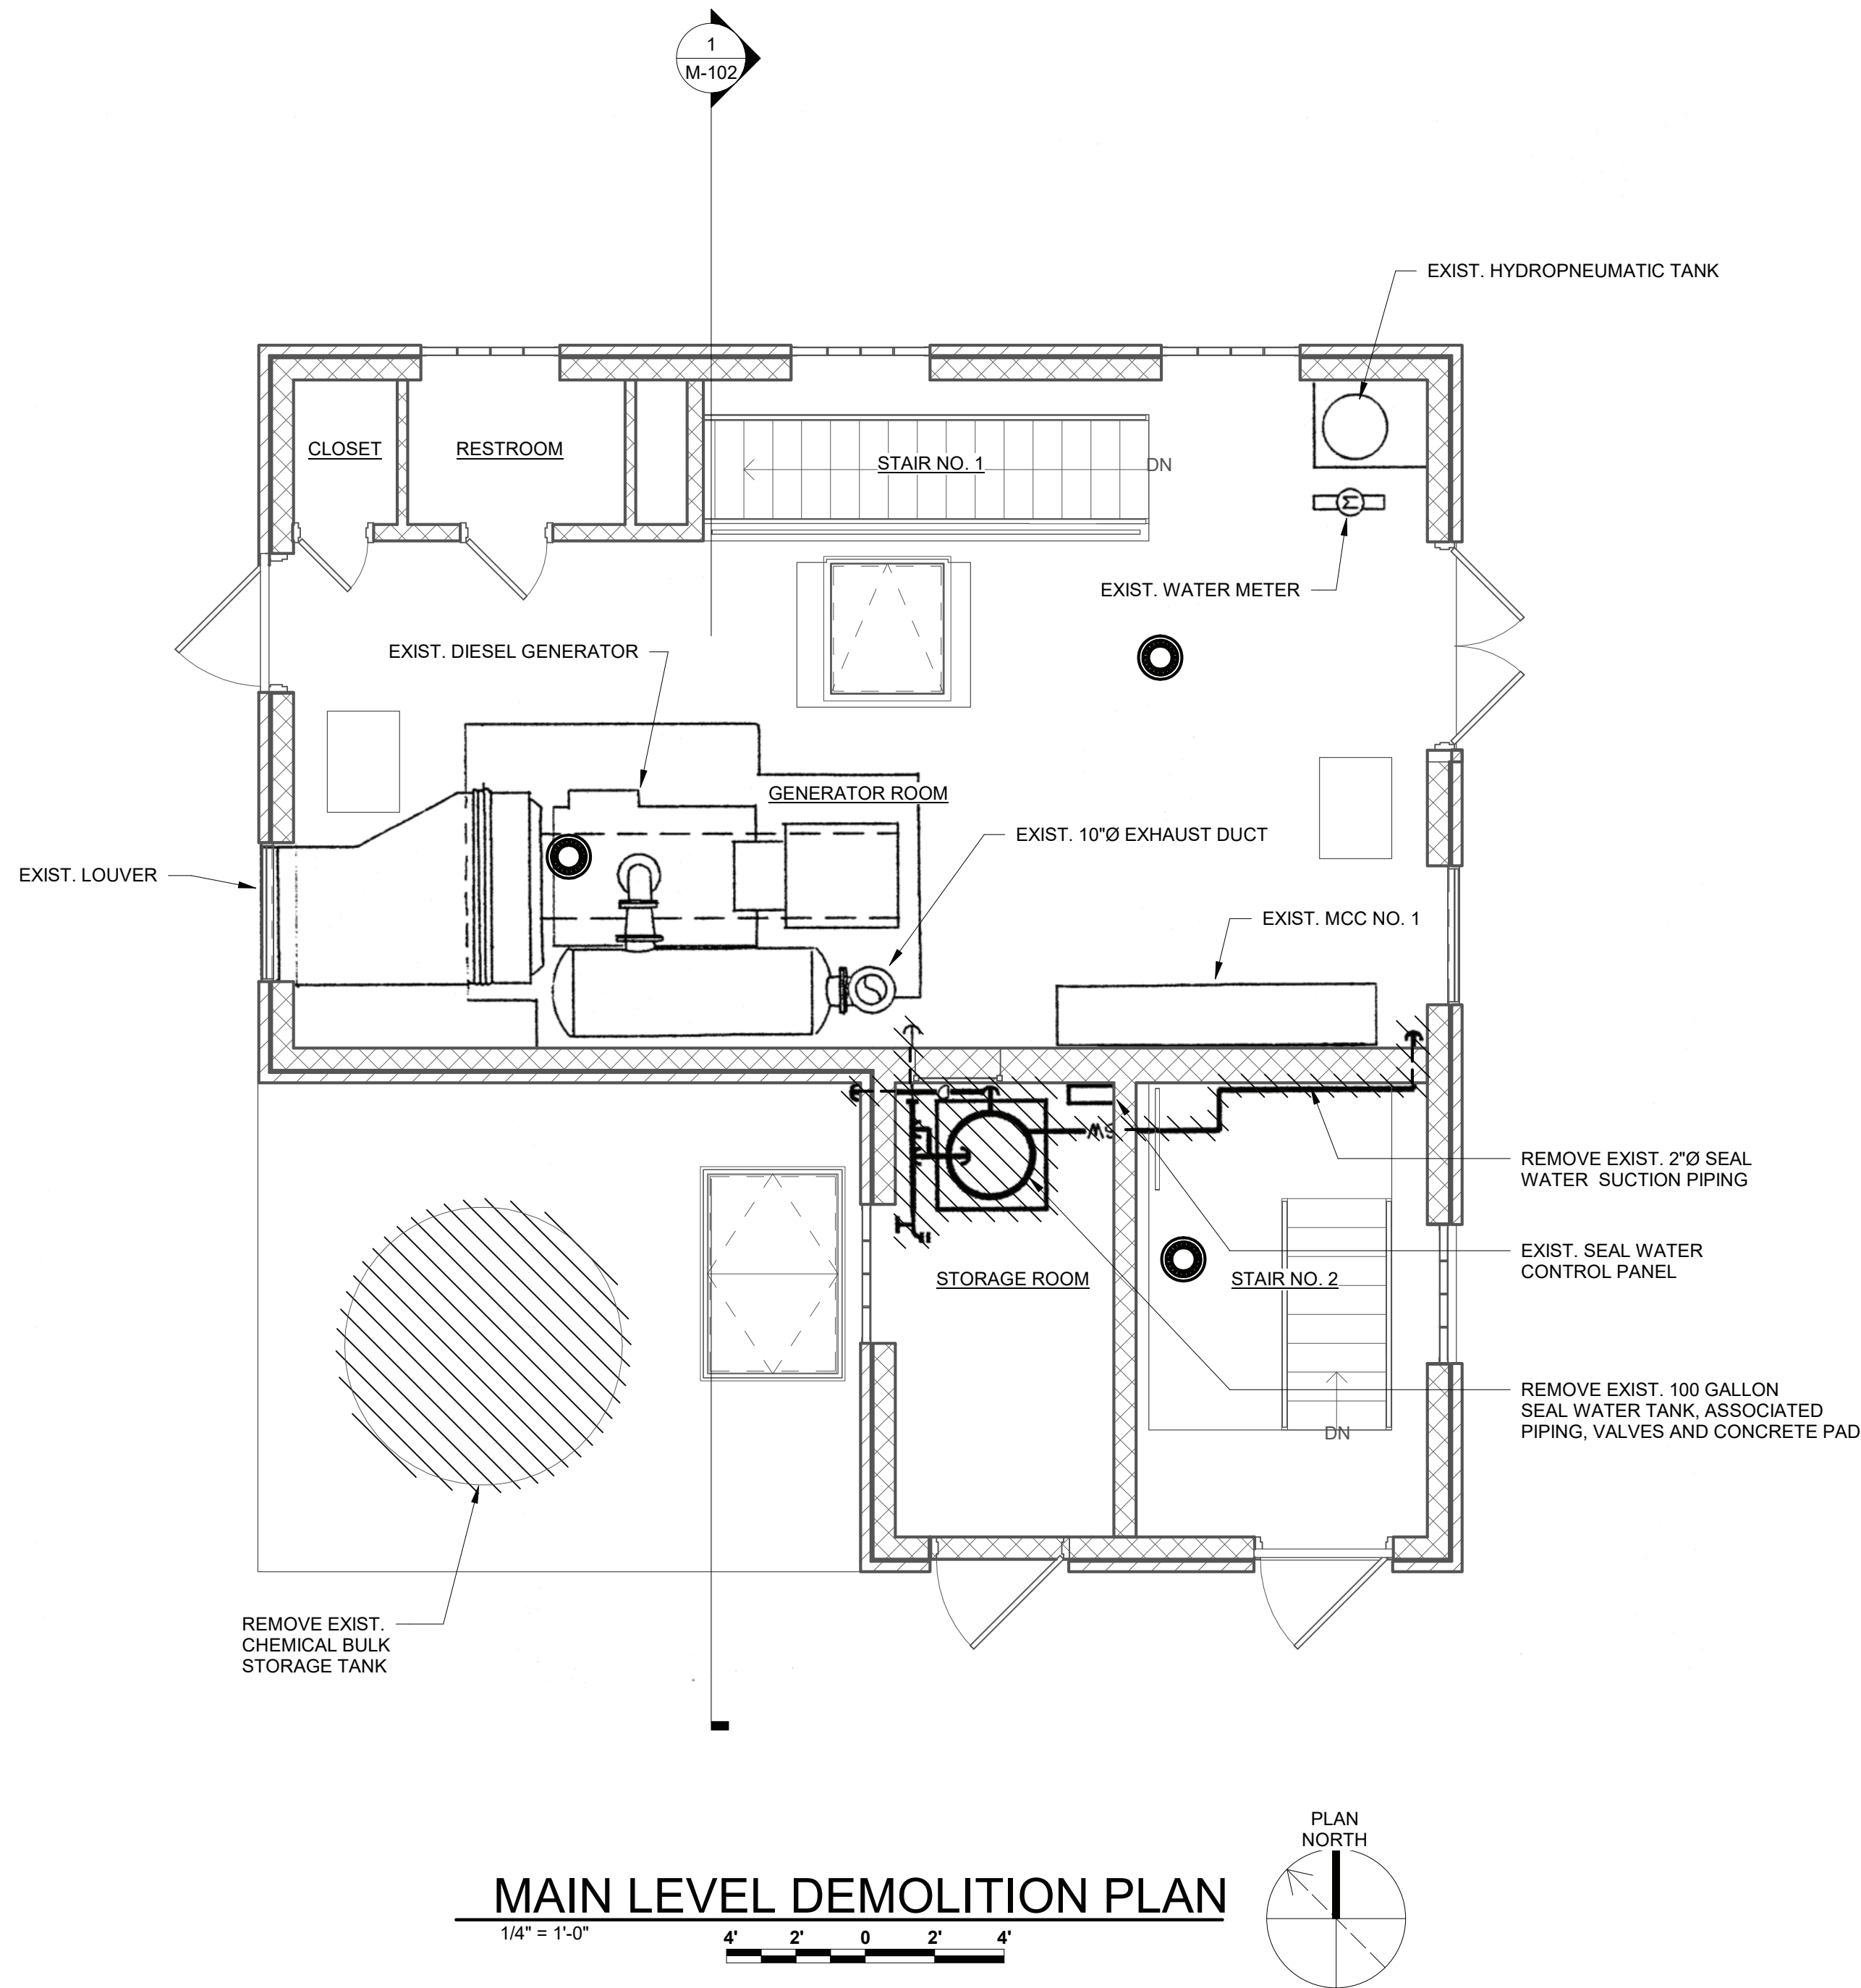 1
M-102
EXIST. HYDROPNEUMATIC TANK
CLOSET
RESTROOM
STAIR NO. 1
DN
EXIST. WATER METER
EXIST. DIESEL GENERATOR
GENERATOR ROOM
EXIST. 10"Ø EXHAUST DUCT
EXIST. LOUVER
EXIST. MCC NO. 1
SW
REMOVE EXIST. 2"Ø SEAL
WATER SUCTION PIPING
EXIST. SEAL WATER
CONTROL PANEL
STORAGE ROOM
STAIR NO. 2
REMOVE EXIST. 100 GALLON
SEAL WATER TANK, ASSOCIATED
PIPING, VALVES AND CONCRETE PAD
DN
REMOVE EXIST.
CHEMICAL BULK
STORAGE TANK
PLAN
NORTH
MAIN LEVEL DEMOLITION PLAN
1/4" = 1'-0"
4' 2' 0 2' 4'